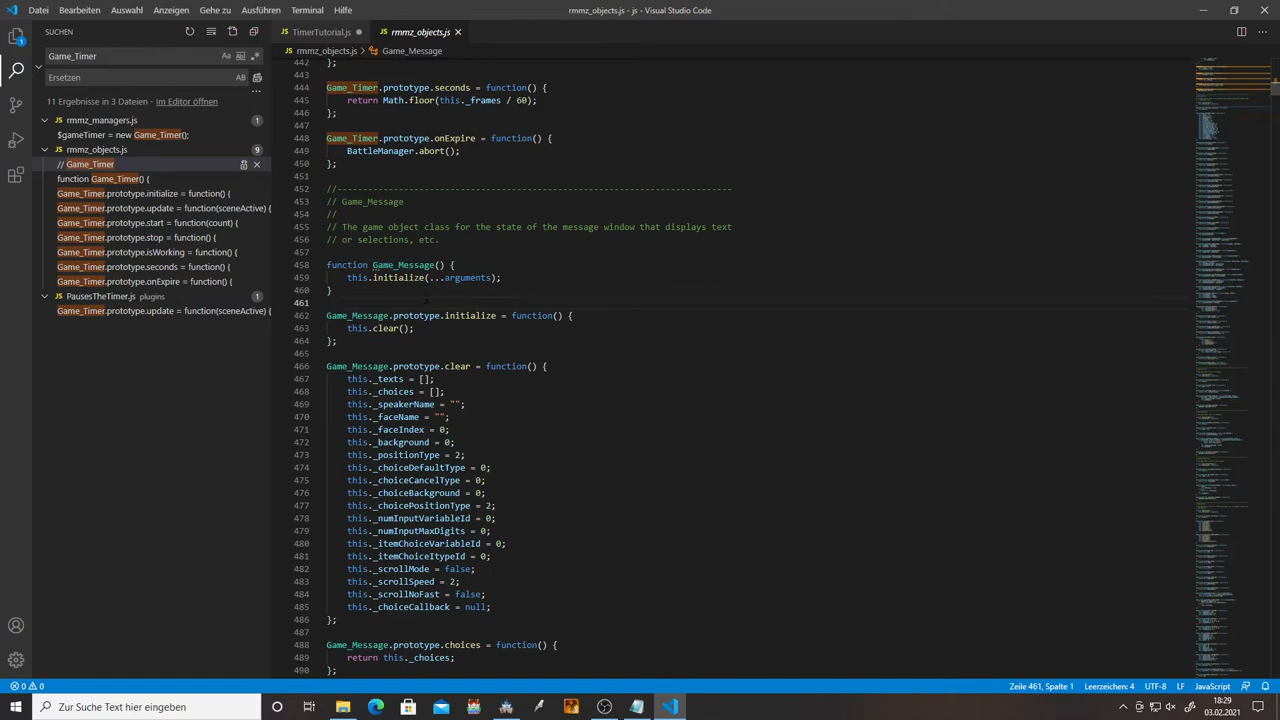 Datei Bearbeiten Auswahl Anzeigen Gehe zu Ausführen Terminal Hilfe
rmmz_objects.js - js - Visual Studio Code
SUCHEN
Game_Timer
Aa
AB
Ersetzen
AB
11 Ergebnisse in 3 Dateien - Im Editor öffnen
rmmz_managers.js 1
$gameTimer = new Game_Timer();
rmmz_objects.js 9
// Game_Timer
function Game_Timer() {
Game_Timer.prototype.initialize = function() {
Game_Timer.prototype.update = function(sceneActi
Game_Timer.prototype.start = function(count) {
Game_Timer.prototype.stop = function() {
Game_Timer.prototype.isWorking = function() {
Game_Timer.prototype.seconds = function() {
Game_Timer.prototype.onExpire = function() {
PausesTheTimer.js plugins 1
Game_Timer.prototype.update = function(sceneActi
TimerTutorial.js
rmmz_objects.js
rmmz_objects.js > Game_Message
442 };
443
444 Game_Timer.prototype.seconds = function() {
445 return Math.floor(this._frames / 60);
446 };
447
448 Game_Timer.prototype.onExpire = function() {
449 BattleManager.abort();
450 };
451
452 //-----------------------------------------------------------------------------
453 // Game_Message
454 //
455 // The game object class for the state of the message window that displays text
456 // or selections, etc.
457
458 function Game_Message() {
459 this.initialize(...arguments);
460 }
461
462 Game_Message.prototype.initialize = function() {
463 this.clear();
464 };
465
466 Game_Message.prototype.clear = function() {
467 this._texts = [];
468 this._choices = [];
469 this._speakerName = "";
470 this._faceName = "";
471 this._faceIndex = 0;
472 this._background = 0;
473 this._positionType = 2;
474 this._choiceDefaultType = 0;
475 this._choiceCancelType = 0;
476 this._choiceBackground = 0;
477 this._choicePositionType = 2;
478 this._numInputVariableId = 0;
479 this._numInputMaxDigits = 0;
480 this._itemChoiceVariableId = 0;
481 this._itemChoiceItypeId = 0;
482 this._scrollMode = false;
483 this._scrollSpeed = 2;
484 this._scrollNoFast = false;
485 this._choiceCallback = null;
486 };
487
488 Game_Message.prototype.choices = function() {
489 return this._choices;
490 };
0 0
Zeile 461, Spalte 1 Leerzeichen: 4 UTF-8 LF JavaScript
Zur Suche Text hier eingeben
18:29
03.02.2021